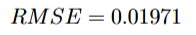 RMSE = 0.01971